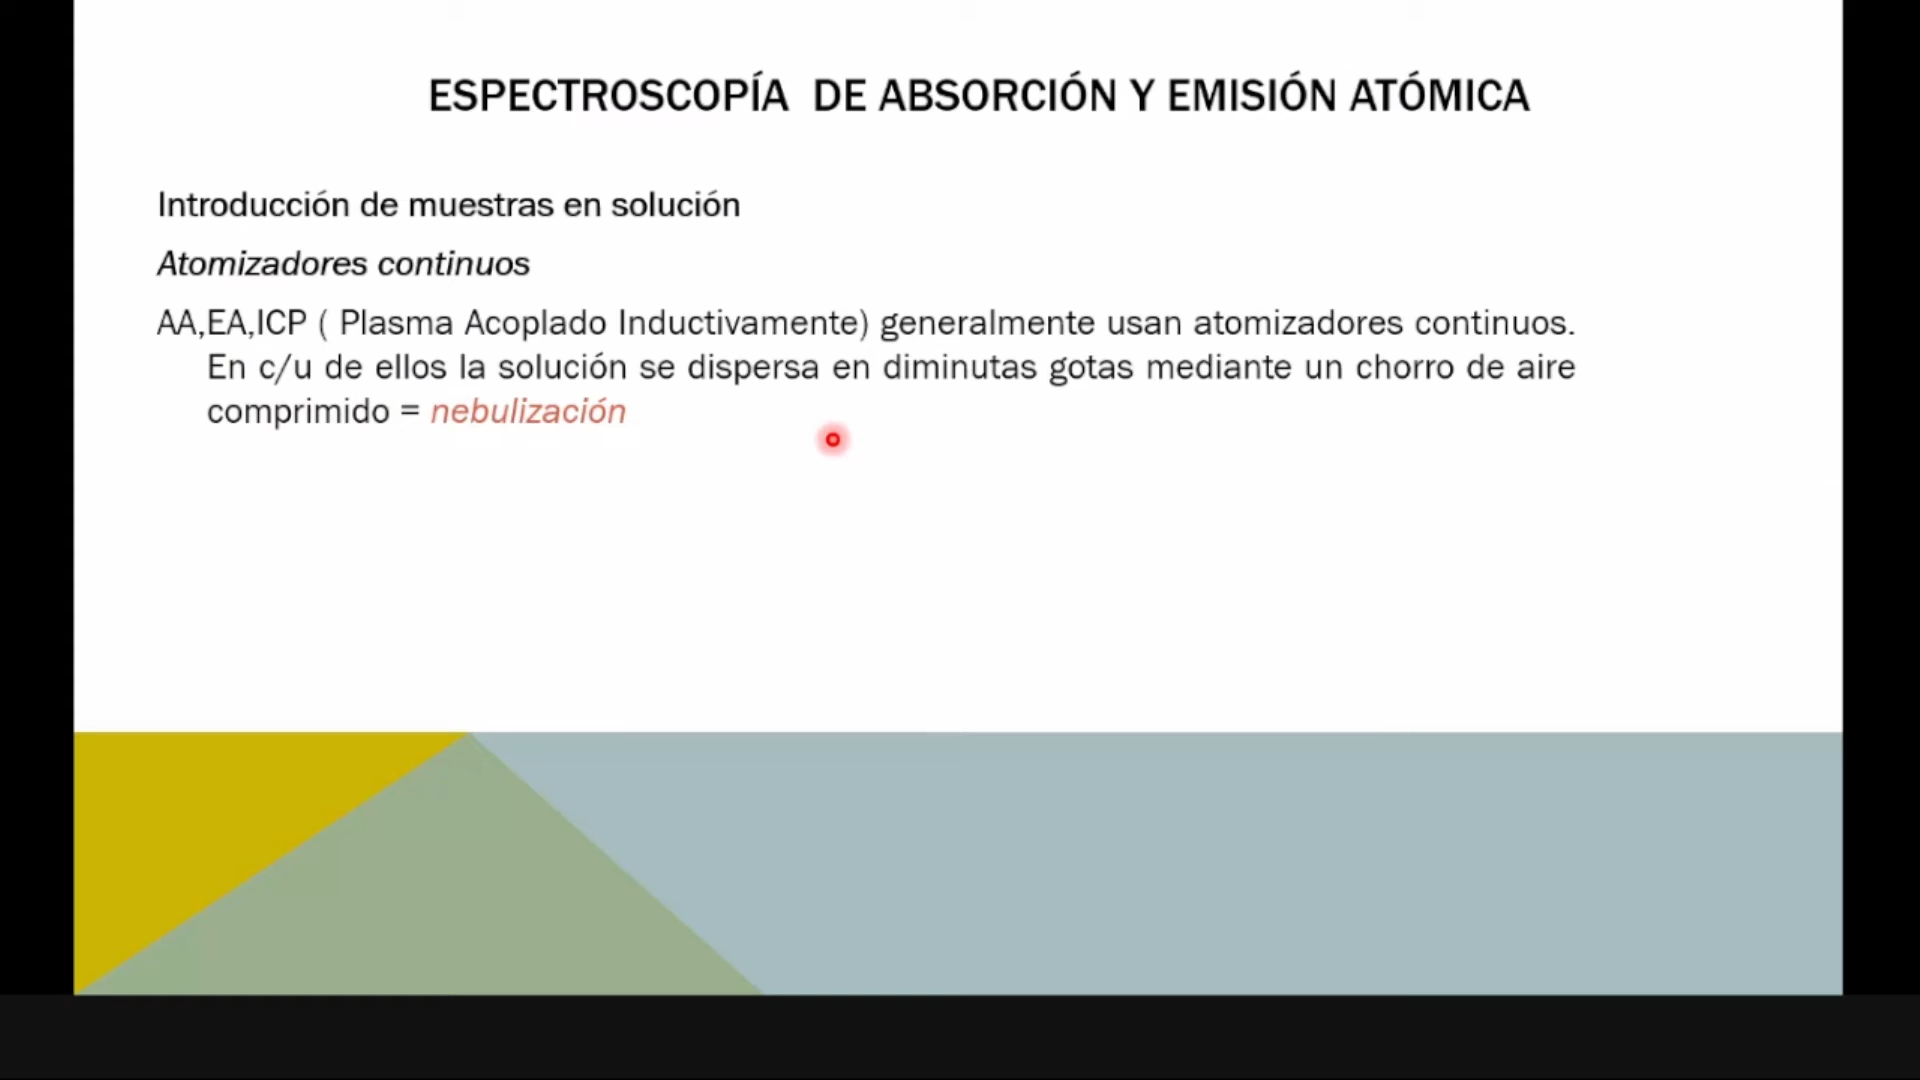 ESPECTROSCOPÍA DE ABSORCIÓN Y EMISIÓN ATÓMICA
Introducción de muestras en solución
Atomizadores continuos
AA,EA,ICP ( Plasma Acoplado Inductivamente) generalmente usan atomizadores continuos.
En c/u de ellos la solución se dispersa en diminutas gotas mediante un chorro de aire
comprimido = nebulización